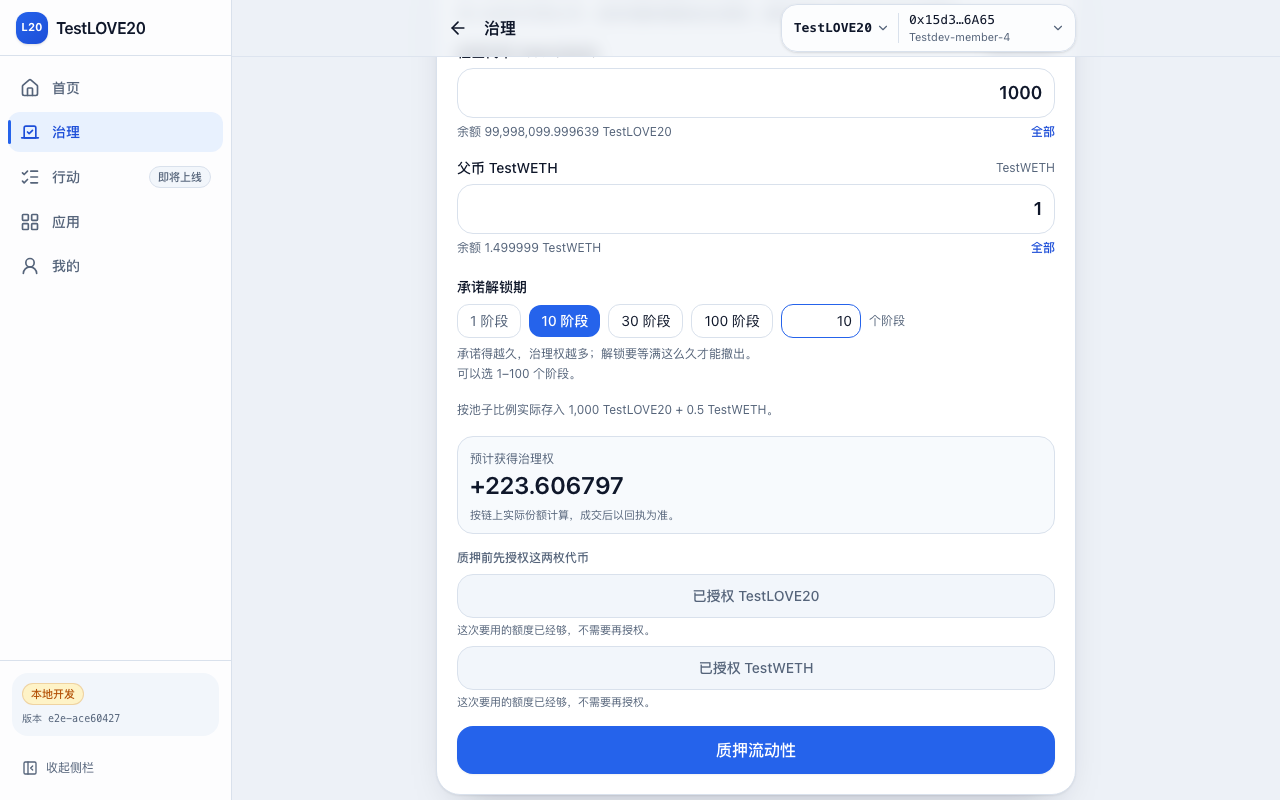 L20 TestLOVE20
首页
治理
行动 即将上线
应用
我的
本地开发
版本 e2e-ace60427
收起侧栏
治理
TestLOVE20
0x15d3…6A65
Testdev-member-4
1000
余额 99,998,099.999639 TestLOVE20 全部
父币 TestWETH TestWETH
1
余额 1.499999 TestWETH 全部
承诺解锁期
1 阶段 10 阶段 30 阶段 100 阶段 10 个阶段
承诺得越久，治理权越多；解锁要等满这么久才能撤出。
可以选 1–100 个阶段。
按池子比例实际存入 1,000 TestLOVE20 + 0.5 TestWETH。
预计获得治理权
+223.606797
按链上实际份额计算，成交后以回执为准。
质押前先授权这两枚代币
已授权 TestLOVE20
这次要用的额度已经够，不需要再授权。
已授权 TestWETH
这次要用的额度已经够，不需要再授权。
质押流动性